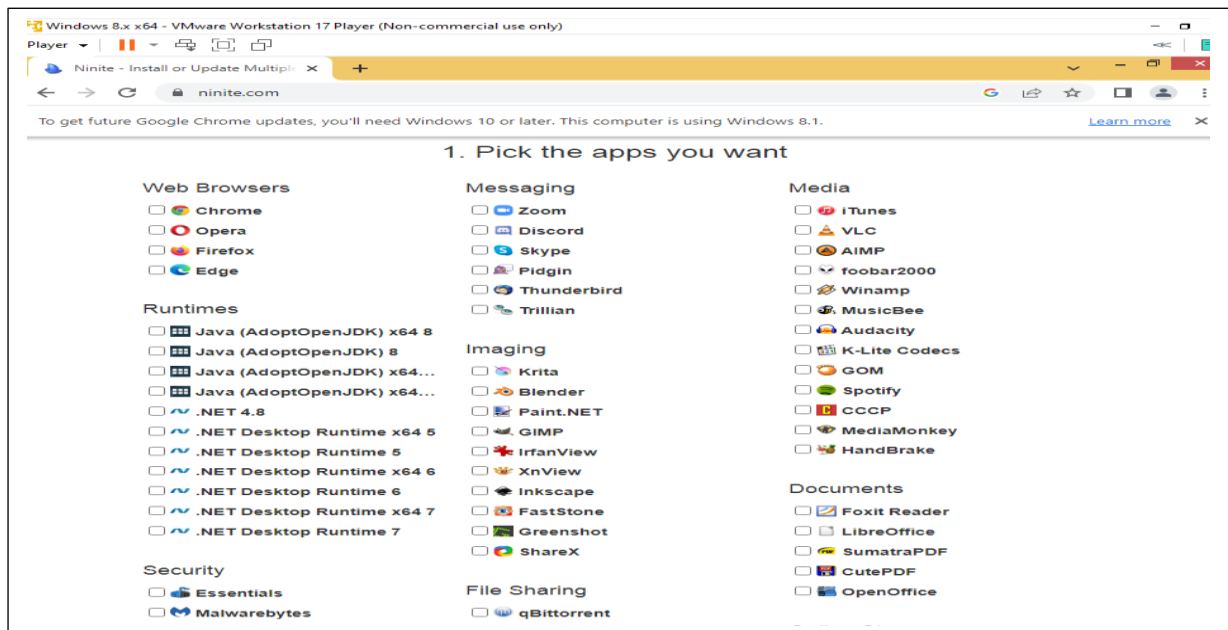 Windows 8.x x64 - VMware Workstation 17 Player (Non-commercial use only)
Player
Ninite - Install or Update Multipl
ninite.com
To get future Google Chrome updates, you'll need Windows 10 or later. This computer is using Windows 8.1.
Learn more
1. Pick the apps you want
Web Browsers
Chrome
Opera
Firefox
Edge
Runtimes
Java (AdoptOpenJDK) x64 8
Java (AdoptOpenJDK) 8
Java (AdoptOpenJDK) x64...
Java (AdoptOpenJDK) x64...
.NET 4.8
.NET Desktop Runtime x64 5
.NET Desktop Runtime 5
.NET Desktop Runtime x64 6
.NET Desktop Runtime 6
.NET Desktop Runtime x64 7
.NET Desktop Runtime 7
Security
Essentials
Malwarebytes
Messaging
Zoom
Discord
Skype
Pidgin
Thunderbird
Trillian
Imaging
Krita
Blender
Paint.NET
GIMP
IrfanView
XnView
Inkscape
FastStone
Greenshot
ShareX
File Sharing
qBittorrent
Media
iTunes
VLC
AIMP
foobar2000
Winamp
MusicBee
Audacity
K-Lite Codecs
GOM
Spotify
CCCP
MediaMonkey
HandBrake
Documents
Foxit Reader
LibreOffice
SumatraPDF
CutePDF
OpenOffice